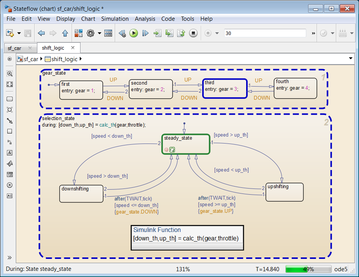 Stateflow (chart) sf_car/shift_logic *
File Edit View Display Chart Simulation Analysis Code Tools Help
30
sf_car shift_logic
sf_car shift_logic
gear_state
1
first
entry: gear = 1;
UP
DOWN
second
entry: gear = 2;
UP
DOWN
third
entry: gear = 3;
UP
DOWN
fourth
entry: gear = 4;
selection_state
during: [down_th,up_th] = calc_th(gear,throttle);
2
steady_state
[speed < down_th]
[speed > up_th]
1
2
[speed > down_th]
[speed < up_th]
downshifting
upshifting
after(TWAIT,tick)
[speed <= down_th]
{gear_state.DOWN}
after(TWAIT,tick)
[speed >= up_th]
{gear_state.UP}
Simulink Function
[down_th,up_th] = calc_th(gear,throttle)
During: State steady_state
131%
T=14.840
ode5